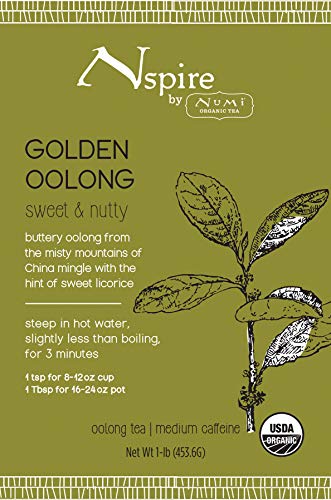 Nspire
by NUMi
ORGANIC TEA
GOLDEN
OOLONG
sweet & nutty
buttery oolong from
the misty mountains of
China mingle with the
hint of sweet licorice
steep in hot water,
slightly less than boiling,
for 3 minutes
1 tsp for 8-12oz cup
1 Tbsp for 16-24oz pot
USDA
ORGANIC
oolong tea | medium caffeine
Net Wt 1-lb (453.6G)